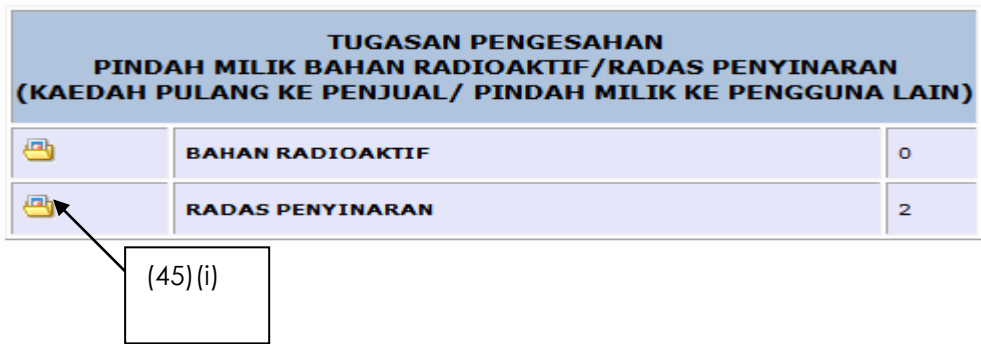 TUGASAN PENGESAHAN
PINDAH MILIK BAHAN RADIOAKTIF/RADAS PENYINARAN
(KAEDAH PULANG KE PENJUAL/ PINDAH MILIK KE PENGGUNA LAIN)
BAHAN RADIOAKTIF 0
RADAS PENYINARAN 2
(45)(i)